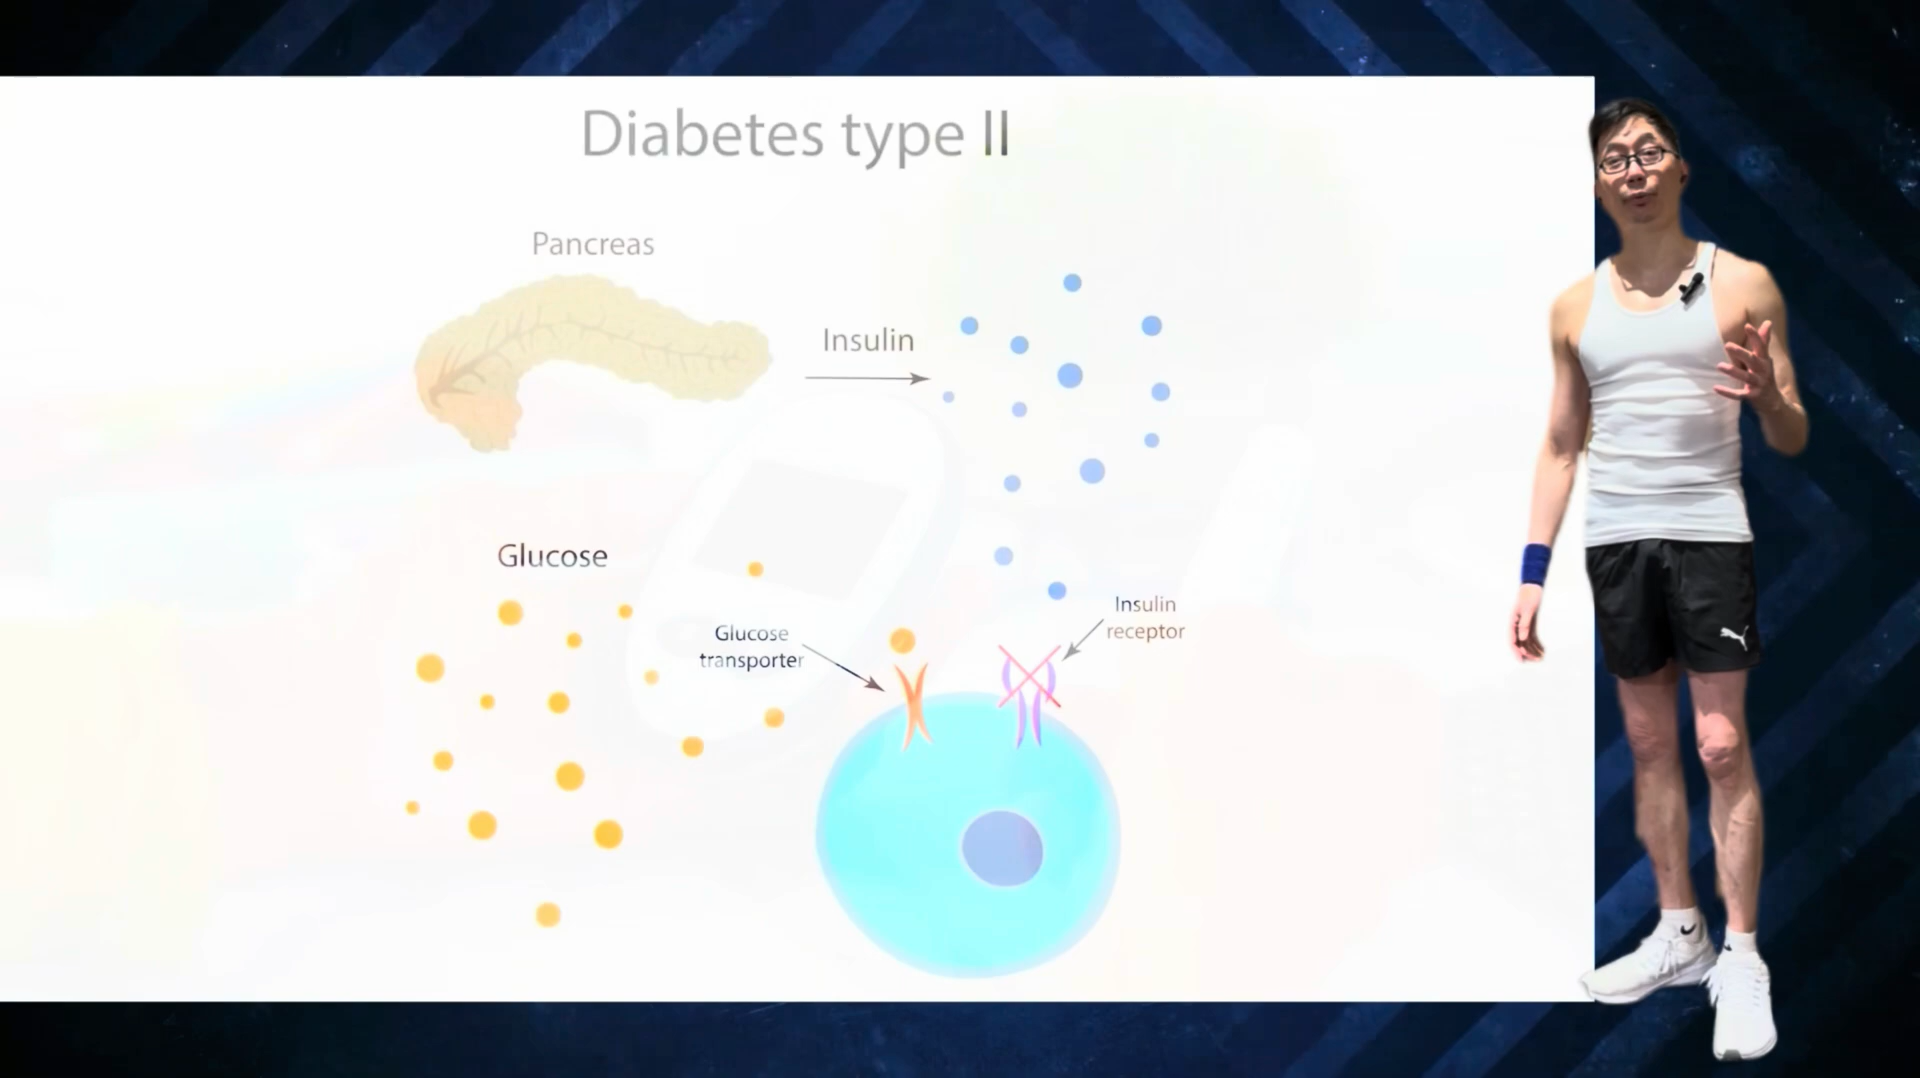 Diabetes type II
Pancreas
Insulin
Glucose
Glucose
transporter
Insulin
receptor